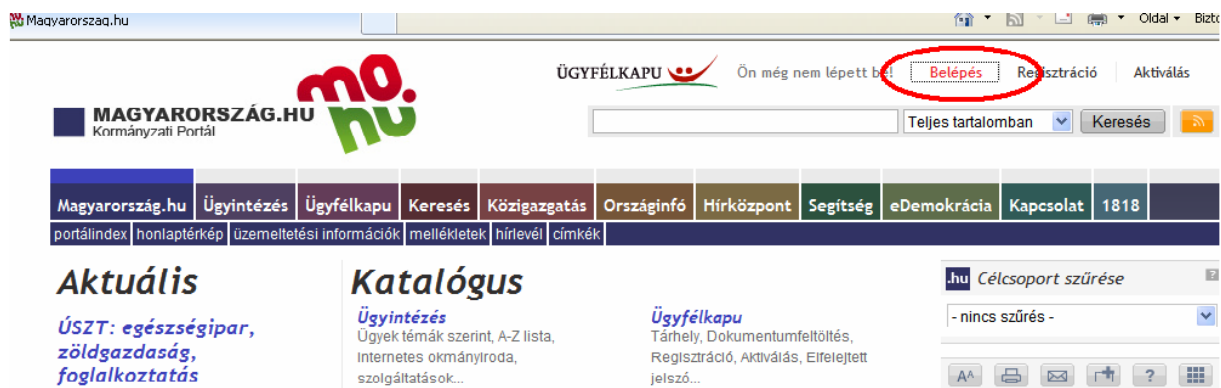 Magyarorszag.hu
Oldal
ÜGYFÉLKAPU Ön még nem lépett be! Belépés Regisztráció Aktiválás
mo.hu
MAGYARORSZÁG.HU
Kormányzati Portál
Teljes tartalomban Keresés
Magyarország.hu Ügyintézés Ügyfélkapu Keresés Közigazgatás Országinfó Hírközpont Segítség eDemokrácia Kapcsolat 1818
portálindex honlaptérkép üzemeltetési információk mellékletek hírlevél címkék
Aktuális
ÚSZT: egészségipar,
zöldgazdaság,
foglalkoztatás
Katalógus
Ügyintézés
Ügyek témák szerint, A-Z lista,
Internetes okmányiroda,
szolgáltatások...
Ügyfélkapu
Tárhely, Dokumentumfeltöltés,
Regisztráció, Aktiválás, Elfelejtett
jelszó...
.hu Célcsoport szűrése ?
- nincs szűrés -
AA ?